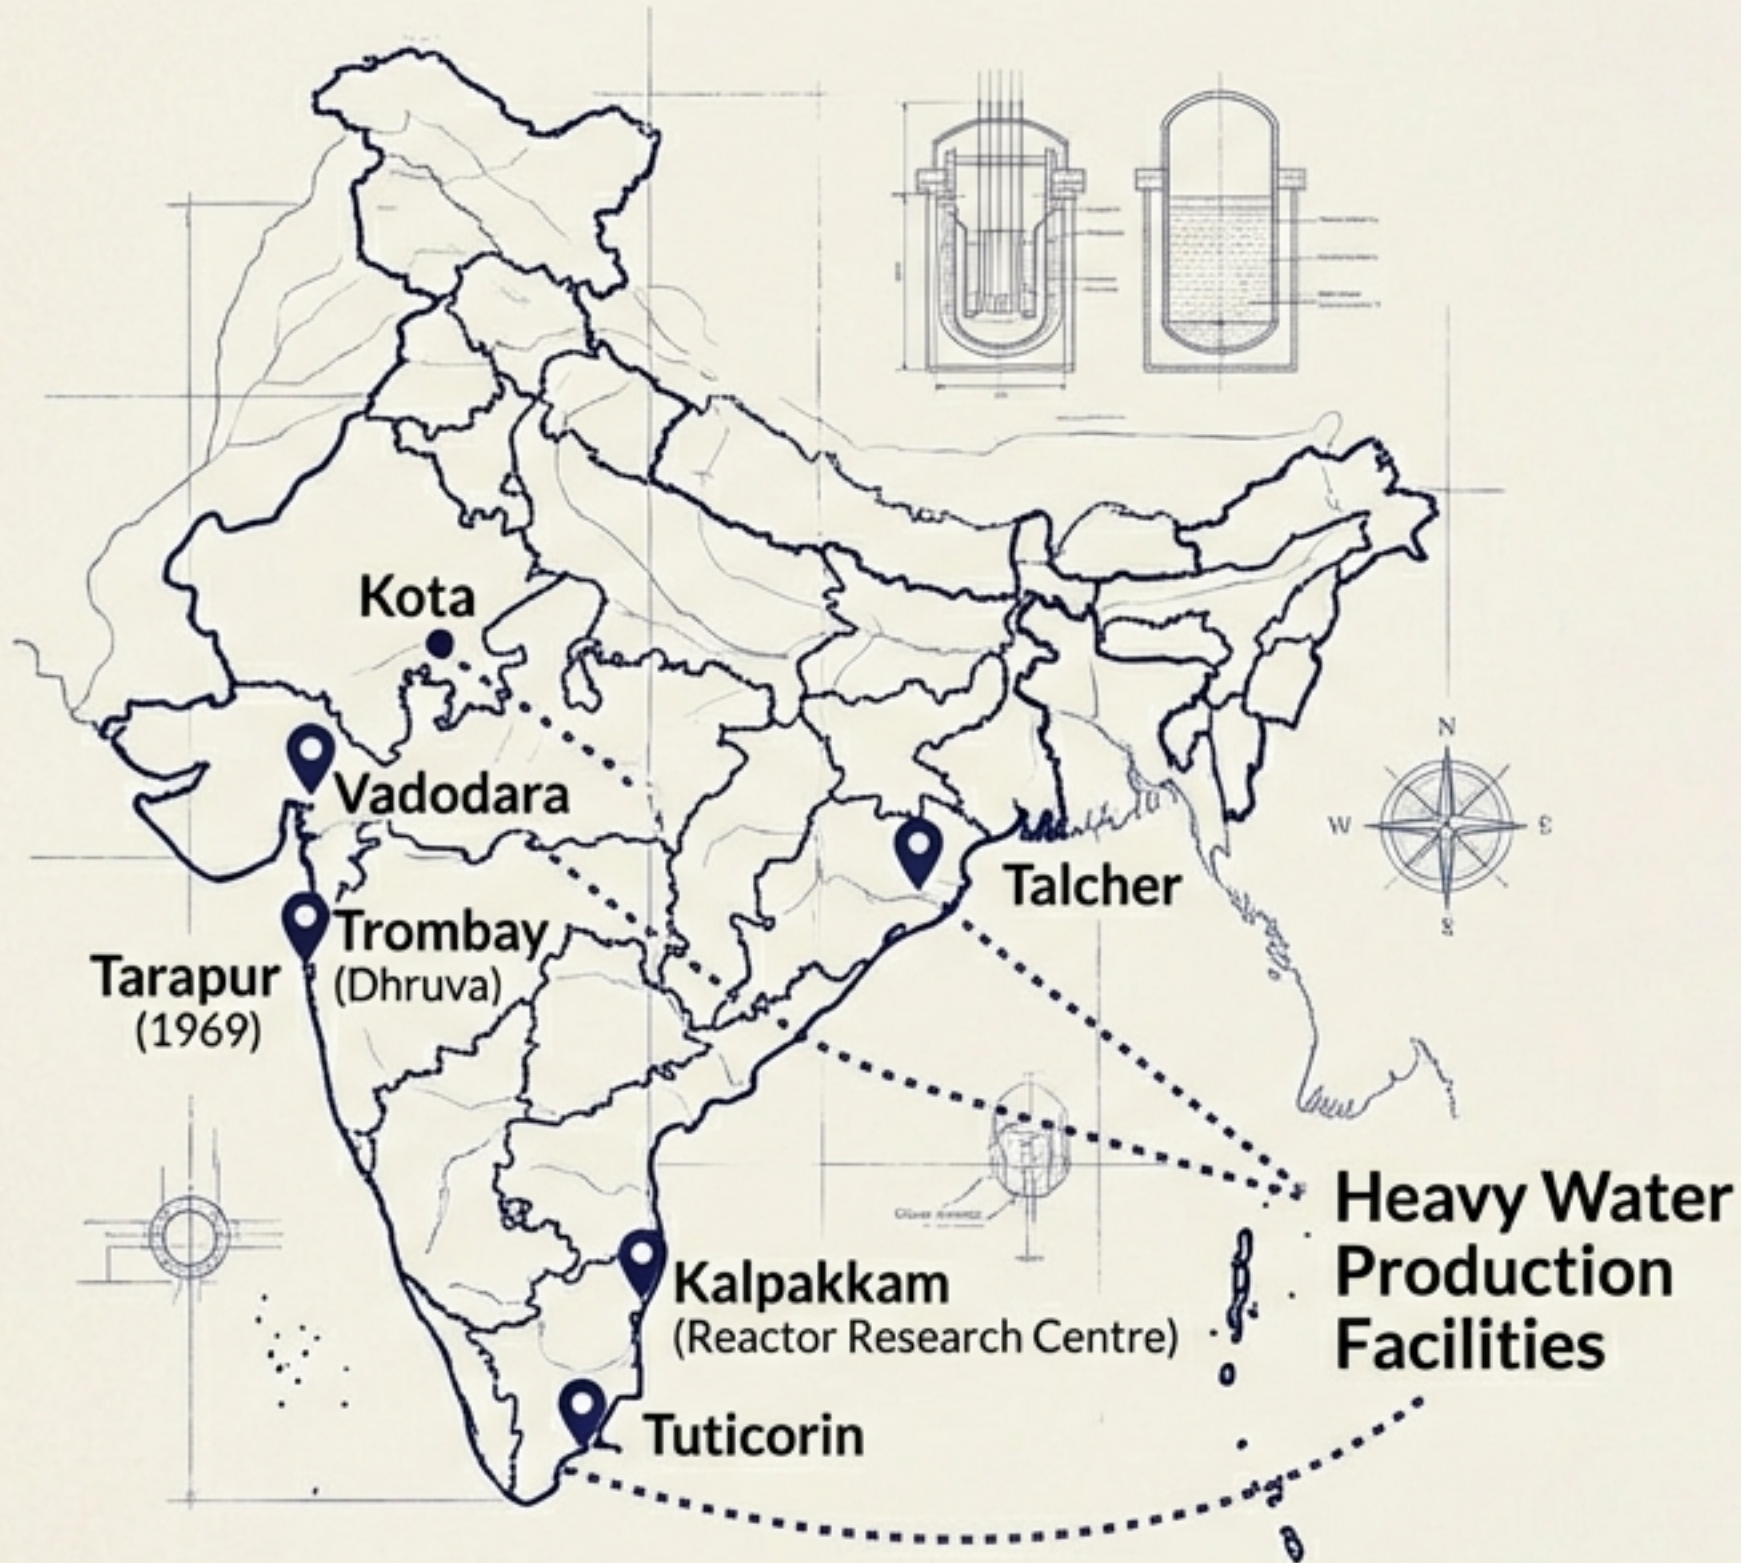 Kota
Vadodara
Talcher
Trombay
(Dhruva)
Tarapur
(1969)
Heavy Water
Production
Facilities
Kalpakkam
(Reactor Research Centre)
Tuticorin
N
W